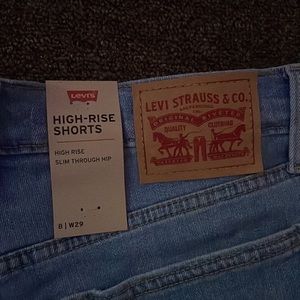 Levi's
HIGH-RISE
SHORTS
HIGH RISE
SLIM THROUGH HIP
8 | W29
LEVI STRAUSS & CO.
ORIGINAL RIVETED
QUALITY CLOTHING